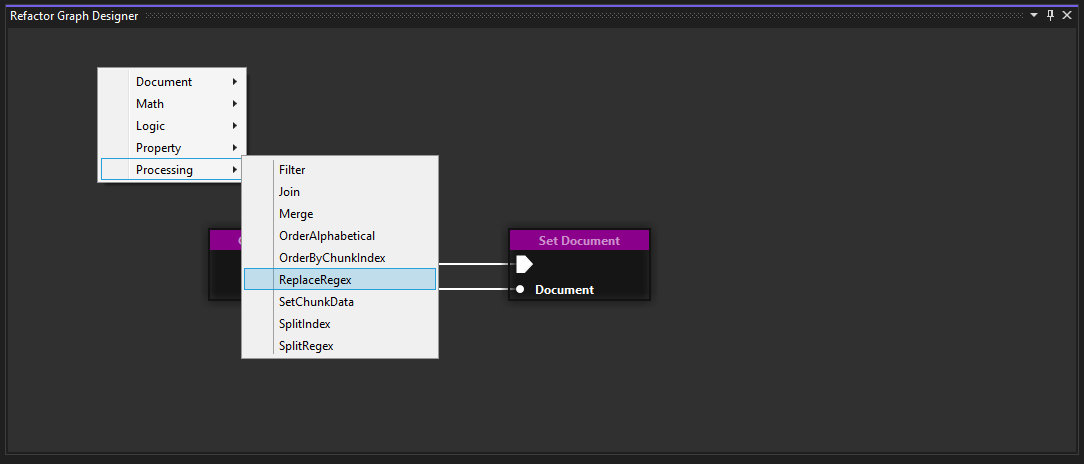 Refactor Graph Designer
Document
Math
Logic
Property
Processing
Filter
Join
Merge
OrderAlphabetical
OrderByChunkIndex
ReplaceRegex
SetChunkData
SplitIndex
SplitRegex
Set Document
Document